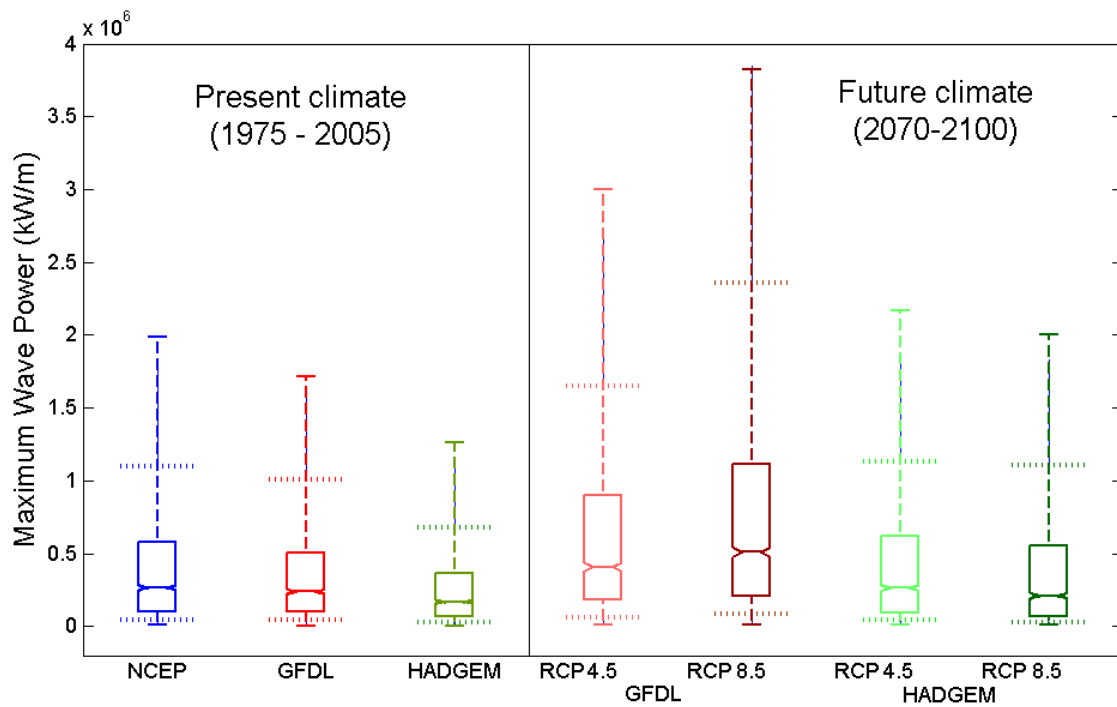 x 10^6
4
3.5
3
2.5
2
1.5
1
0.5
0
Maximum Wave Power (kW/m)
Present climate
(1975 - 2005)
Future climate
(2070-2100)
NCEP GFDL HADGEM RCP 4.5 RCP 8.5 RCP 4.5 RCP 8.5
GFDL HADGEM